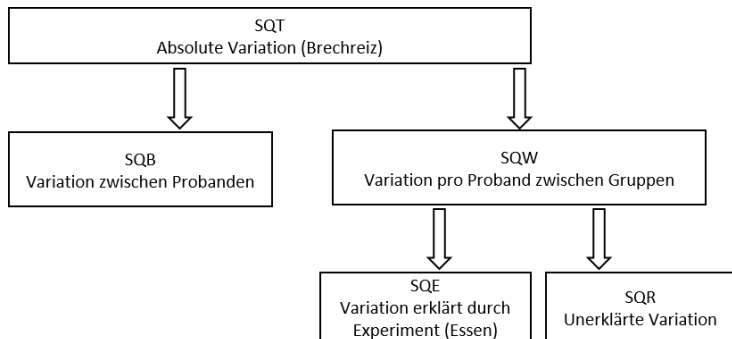 SQT
Absolute Variation (Brechreiz)
SQB
Variation zwischen Probanden
SQW
Variation pro Proband zwischen Gruppen
SQE
Variation erklärt durch
Experiment (Essen)
SQR
Unerklärte Variation